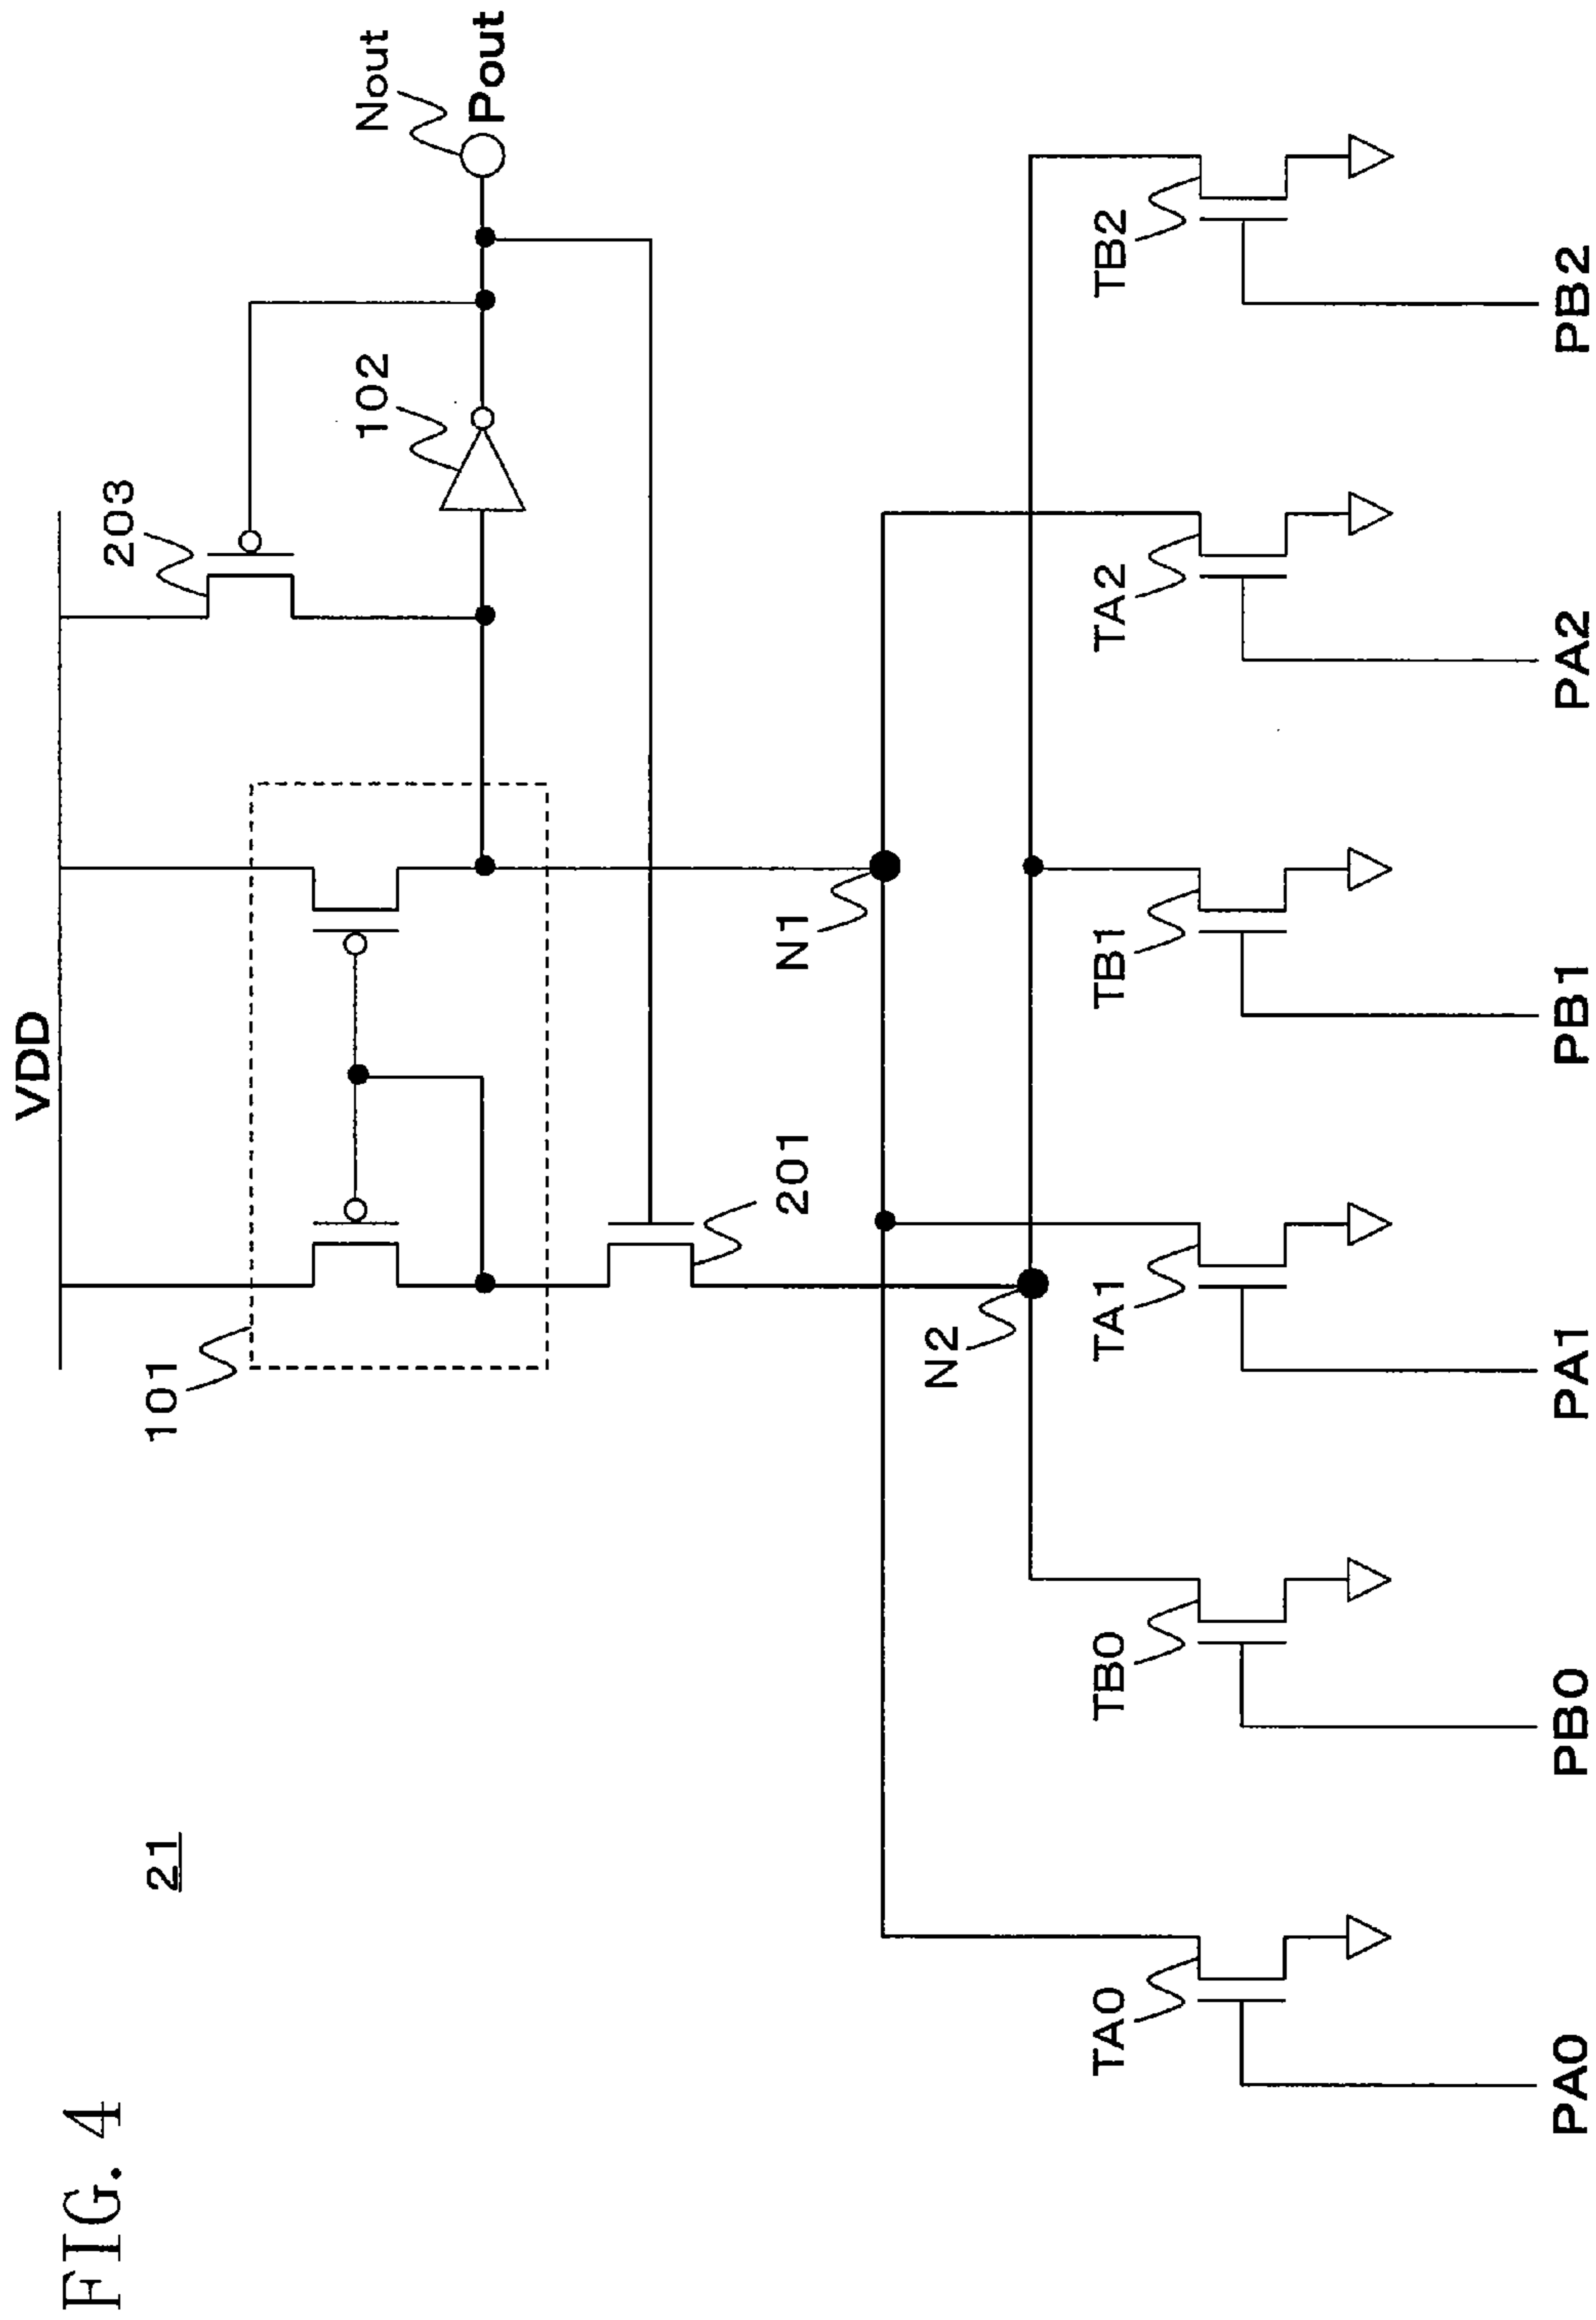 FIG. 4
21
VDD
101
203
102
Nout
Pout
201
N1
N2
TA0
TB0
TA1
TB1
TA2
TB2
PA0
PB0
PA1
PB1
PA2
PB2